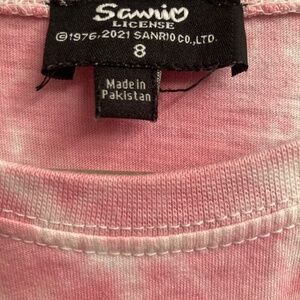 Sanrio
LICENSE
©1976, 2021 SANRIO CO., LTD.
8
Made in
Pakistan